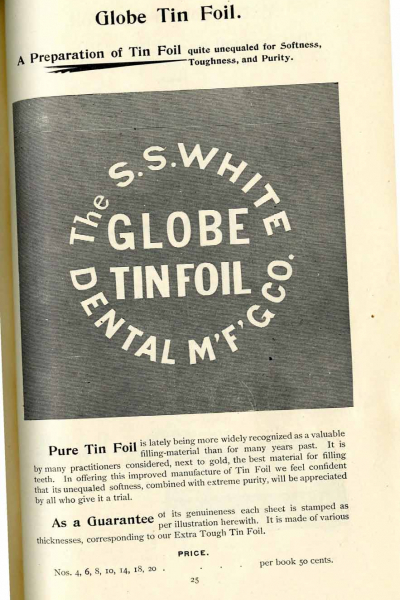 Globe Tin Foil.
A Preparation of Tin Foil quite unequaled for Softness,
Toughness, and Purity.
The S.S. WHITE
GLOBE
TIN FOIL
DENTAL M'F'G CO.
Pure Tin Foil is lately being more widely recognized as a valuable
filling-material than for many years past. It is
by many practitioners considered, next to gold, the best material for filling
teeth. In offering this improved manufacture of Tin Foil we feel confident
that its unequaled softness, combined with extreme purity, will be appreciated
by all who give it a trial.
As a Guarantee of its genuineness each sheet is stamped as
per illustration herewith. It is made of various
thicknesses, corresponding to our Extra Tough Tin Foil.
PRICE.
Nos. 4, 6, 8, 10, 14, 18, 20 . . . . per book 50 cents.
25